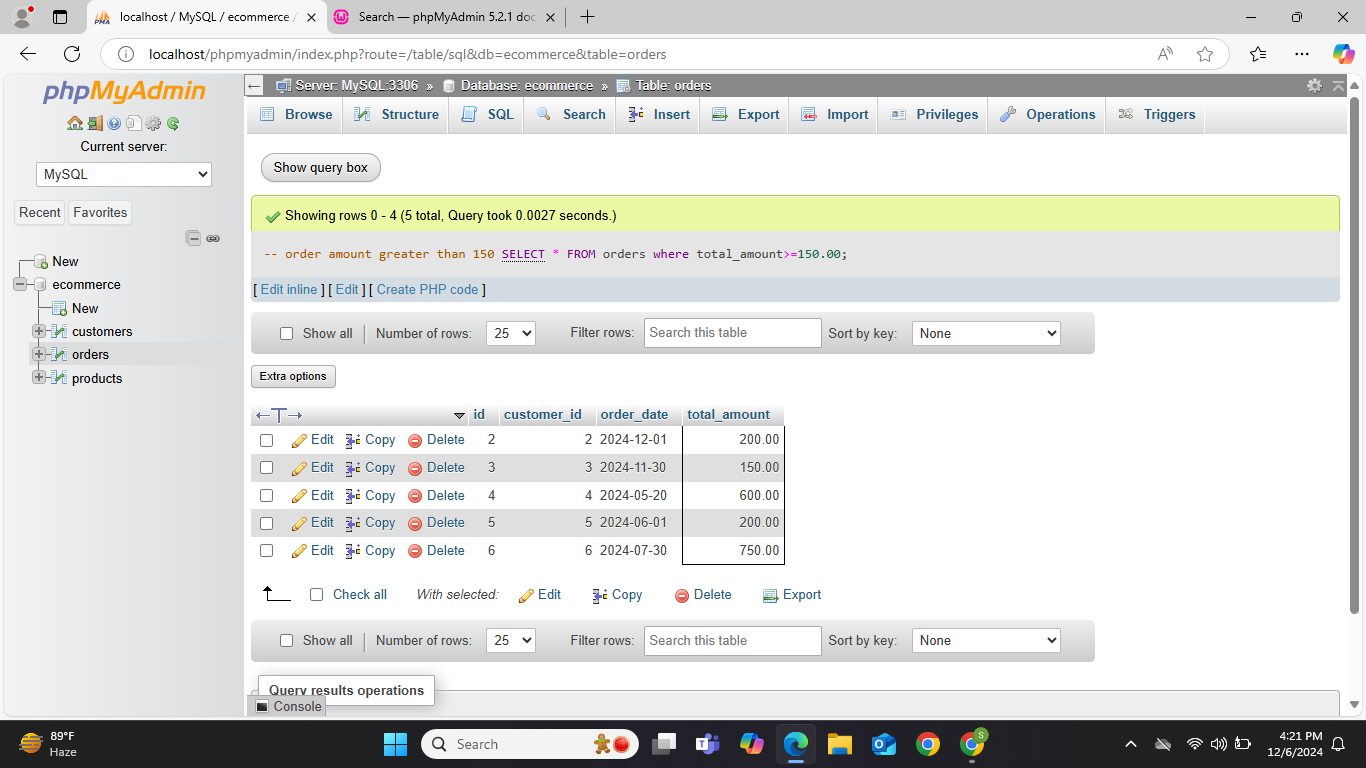 localhost / MySQL / ecommerce /
Search — phpMyAdmin 5.2.1 doc
localhost/phpmyadmin/index.php?route=/table/sql&db=ecommerce&table=orders
phpMyAdmin
Current server:
MySQL
Recent Favorites
New
ecommerce
New
customers
orders
products
Server: MySQL:3306 » Database: ecommerce » Table: orders
Browse Structure SQL Search Insert Export Import Privileges Operations Triggers
Show query box
Showing rows 0 - 4 (5 total, Query took 0.0027 seconds.)
-- order amount greater than 150 SELECT * FROM orders where total_amount>=150.00;
[ Edit inline ] [ Edit ] [ Create PHP code ]
Show all Number of rows: 25 Filter rows: Search this table Sort by key: None
Extra options
id customer_id order_date total_amount
Edit Copy Delete 2 2 2024-12-01 200.00
Edit Copy Delete 3 3 2024-11-30 150.00
Edit Copy Delete 4 4 2024-05-20 600.00
Edit Copy Delete 5 5 2024-06-01 200.00
Edit Copy Delete 6 6 2024-07-30 750.00
Check all With selected: Edit Copy Delete Export
Show all Number of rows: 25 Filter rows: Search this table Sort by key: None
Query results operations
Console
89°F
Haze
Search
S
4:21 PM
12/6/2024